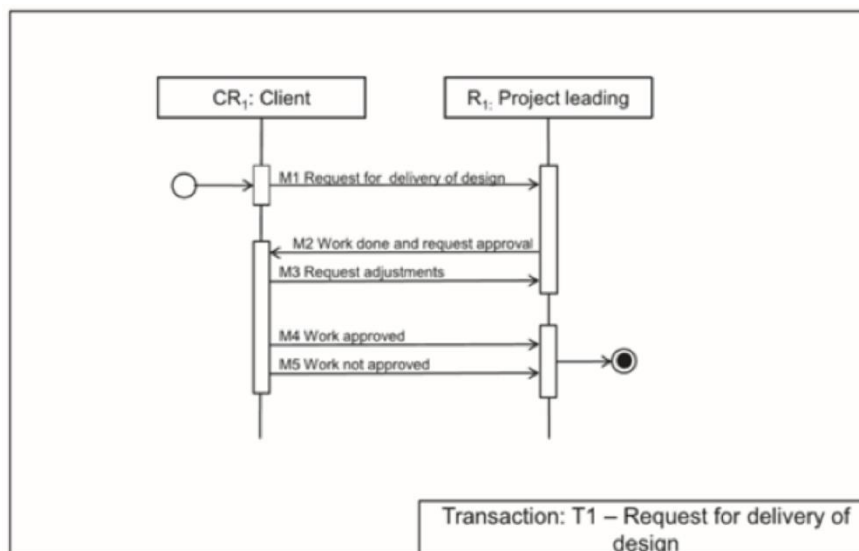 CR₁: Client
R₁: Project leading
M1 Request for delivery of design
M2 Work done and request approval
M3 Request adjustments
M4 Work approved
M5 Work not approved
Transaction: T1 – Request for delivery of
design